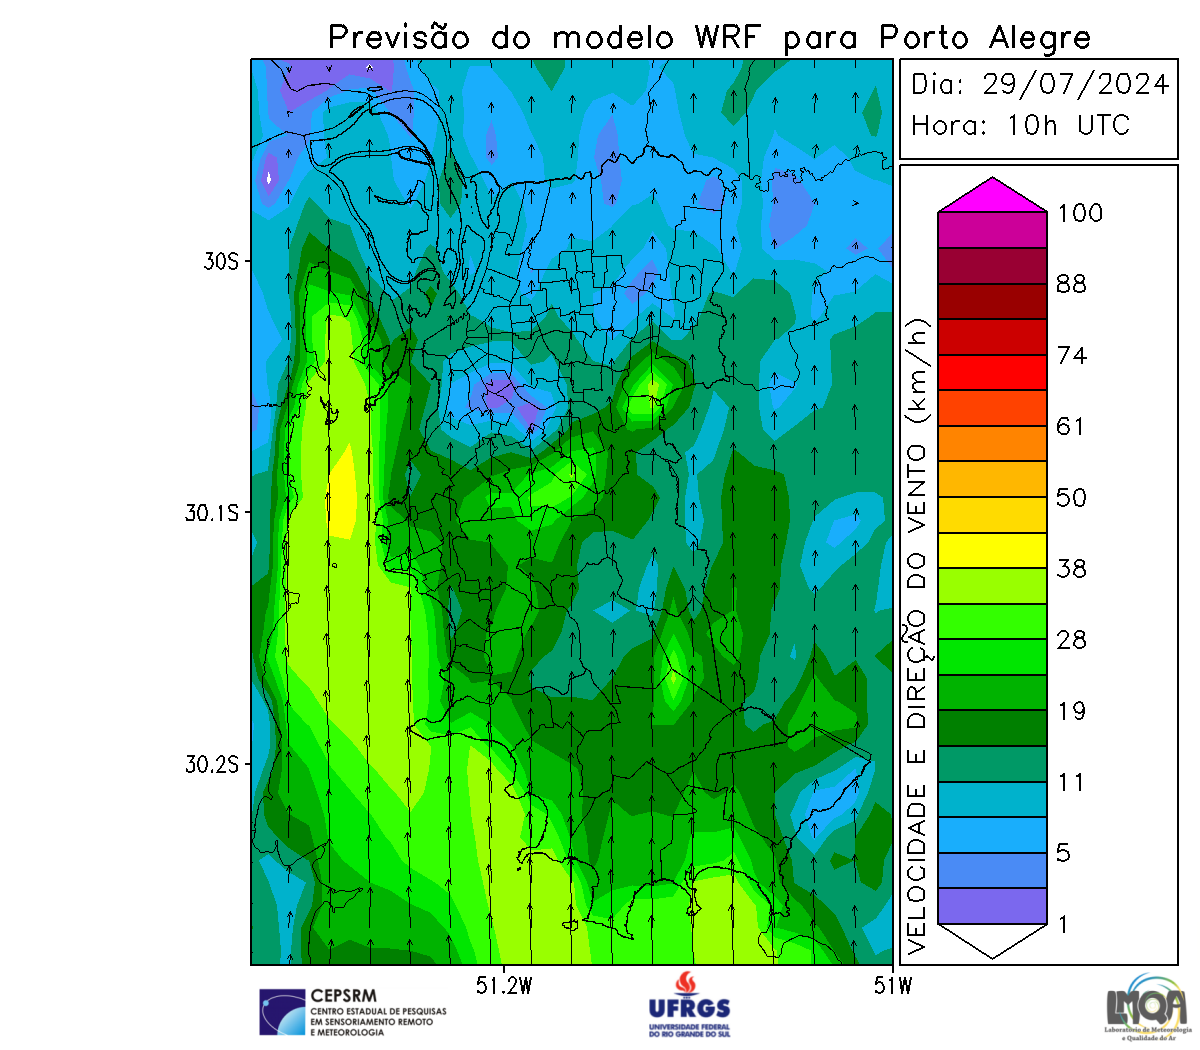 Previsão do modelo WRF para Porto Alegre
Dia: 29/07/2024
Hora: 10h UTC
VELOCIDADE E DIREÇÃO DO VENTO (km/h)
100
88
74
61
50
38
28
19
11
5
1
30S
30.1S
30.2S
51.2W
51W
CEPSRM
CENTRO ESTADUAL DE PESQUISAS
EM SENSORIAMENTO REMOTO
E METEOROLOGIA
UFRGS
UNIVERSIDADE FEDERAL
DO RIO GRANDE DO SUL
LMQA
Laboratório de Meteorologia
e Qualidade do Ar